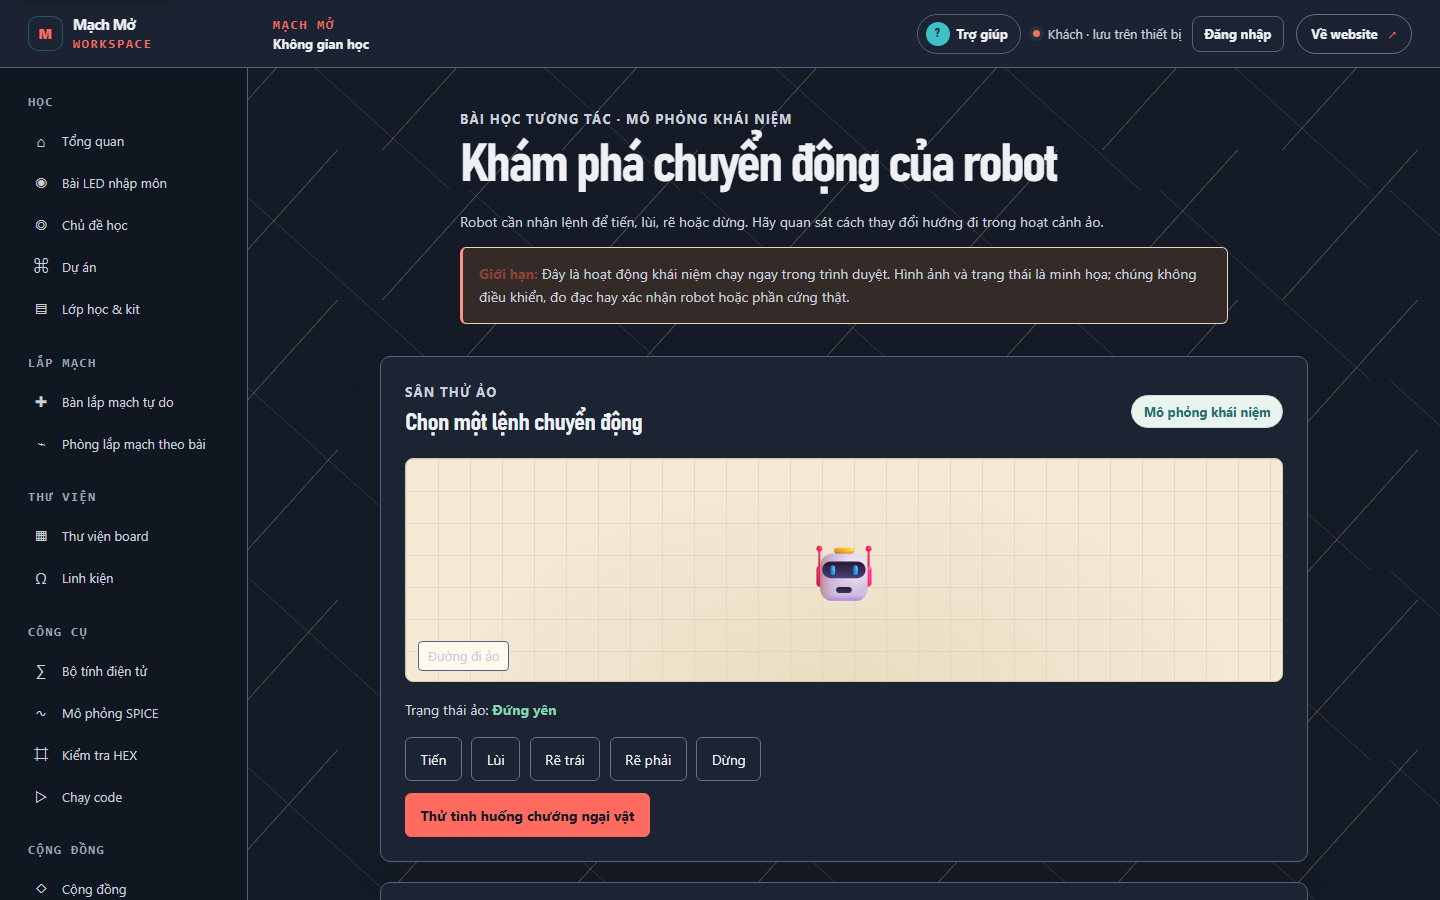 M
Mạch Mở
WORKSPACE
MẠCH MỞ
Không gian học
? Trợ giúp
Khách · lưu trên thiết bị
Đăng nhập
Về website ↗
HỌC
Tổng quan
Bài LED nhập môn
Chủ đề học
Dự án
Lớp học & kit
LẮP MẠCH
Bàn lắp mạch tự do
Phòng lắp mạch theo bài
THƯ VIỆN
Thư viện board
Linh kiện
CÔNG CỤ
Bộ tính điện tử
Mô phỏng SPICE
Kiểm tra HEX
Chạy code
CỘNG ĐỒNG
Cộng đồng
BÀI HỌC TƯƠNG TÁC · MÔ PHỎNG KHÁI NIỆM
Khám phá chuyển động của robot
Robot cần nhận lệnh để tiến, lùi, rẽ hoặc dừng. Hãy quan sát cách thay đổi hướng đi trong hoạt cảnh ảo.
Giới hạn: Đây là hoạt động khái niệm chạy ngay trong trình duyệt. Hình ảnh và trạng thái là minh họa; chúng không
điều khiển, đo đạc hay xác nhận robot hoặc phần cứng thật.
SÂN THỬ ẢO
Chọn một lệnh chuyển động
Mô phỏng khái niệm
Đường đi ảo
Trạng thái ảo: Đứng yên
Tiến
Lùi
Rẽ trái
Rẽ phải
Dừng
Thử tình huống chướng ngại vật